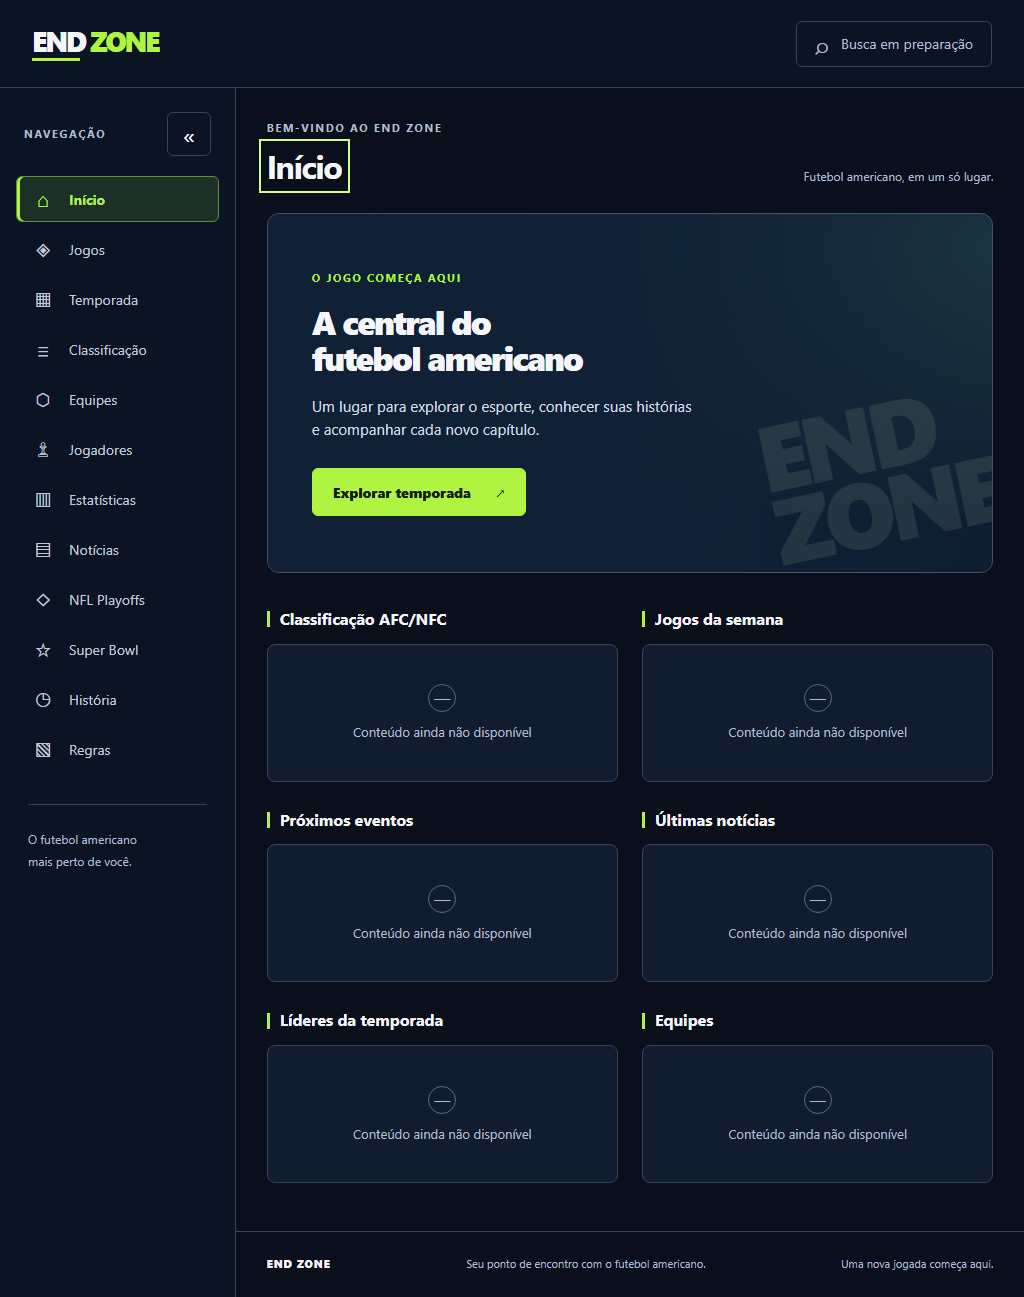 END ZONE
Busca em preparação
NAVEGAÇÃO
«
Início
Jogos
Temporada
Classificação
Equipes
Jogadores
Estatísticas
Notícias
NFL Playoffs
Super Bowl
História
Regras
O futebol americano
mais perto de você.
BEM-VINDO AO END ZONE
Início
Futebol americano, em um só lugar.
O JOGO COMEÇA AQUI
A central do
futebol americano
Um lugar para explorar o esporte, conhecer suas histórias
e acompanhar cada novo capítulo.
Explorar temporada ↗
END
ZONE
Classificação AFC/NFC
Conteúdo ainda não disponível
Jogos da semana
Conteúdo ainda não disponível
Próximos eventos
Conteúdo ainda não disponível
Últimas notícias
Conteúdo ainda não disponível
Líderes da temporada
Conteúdo ainda não disponível
Equipes
Conteúdo ainda não disponível
END ZONE
Seu ponto de encontro com o futebol americano.
Uma nova jogada começa aqui.